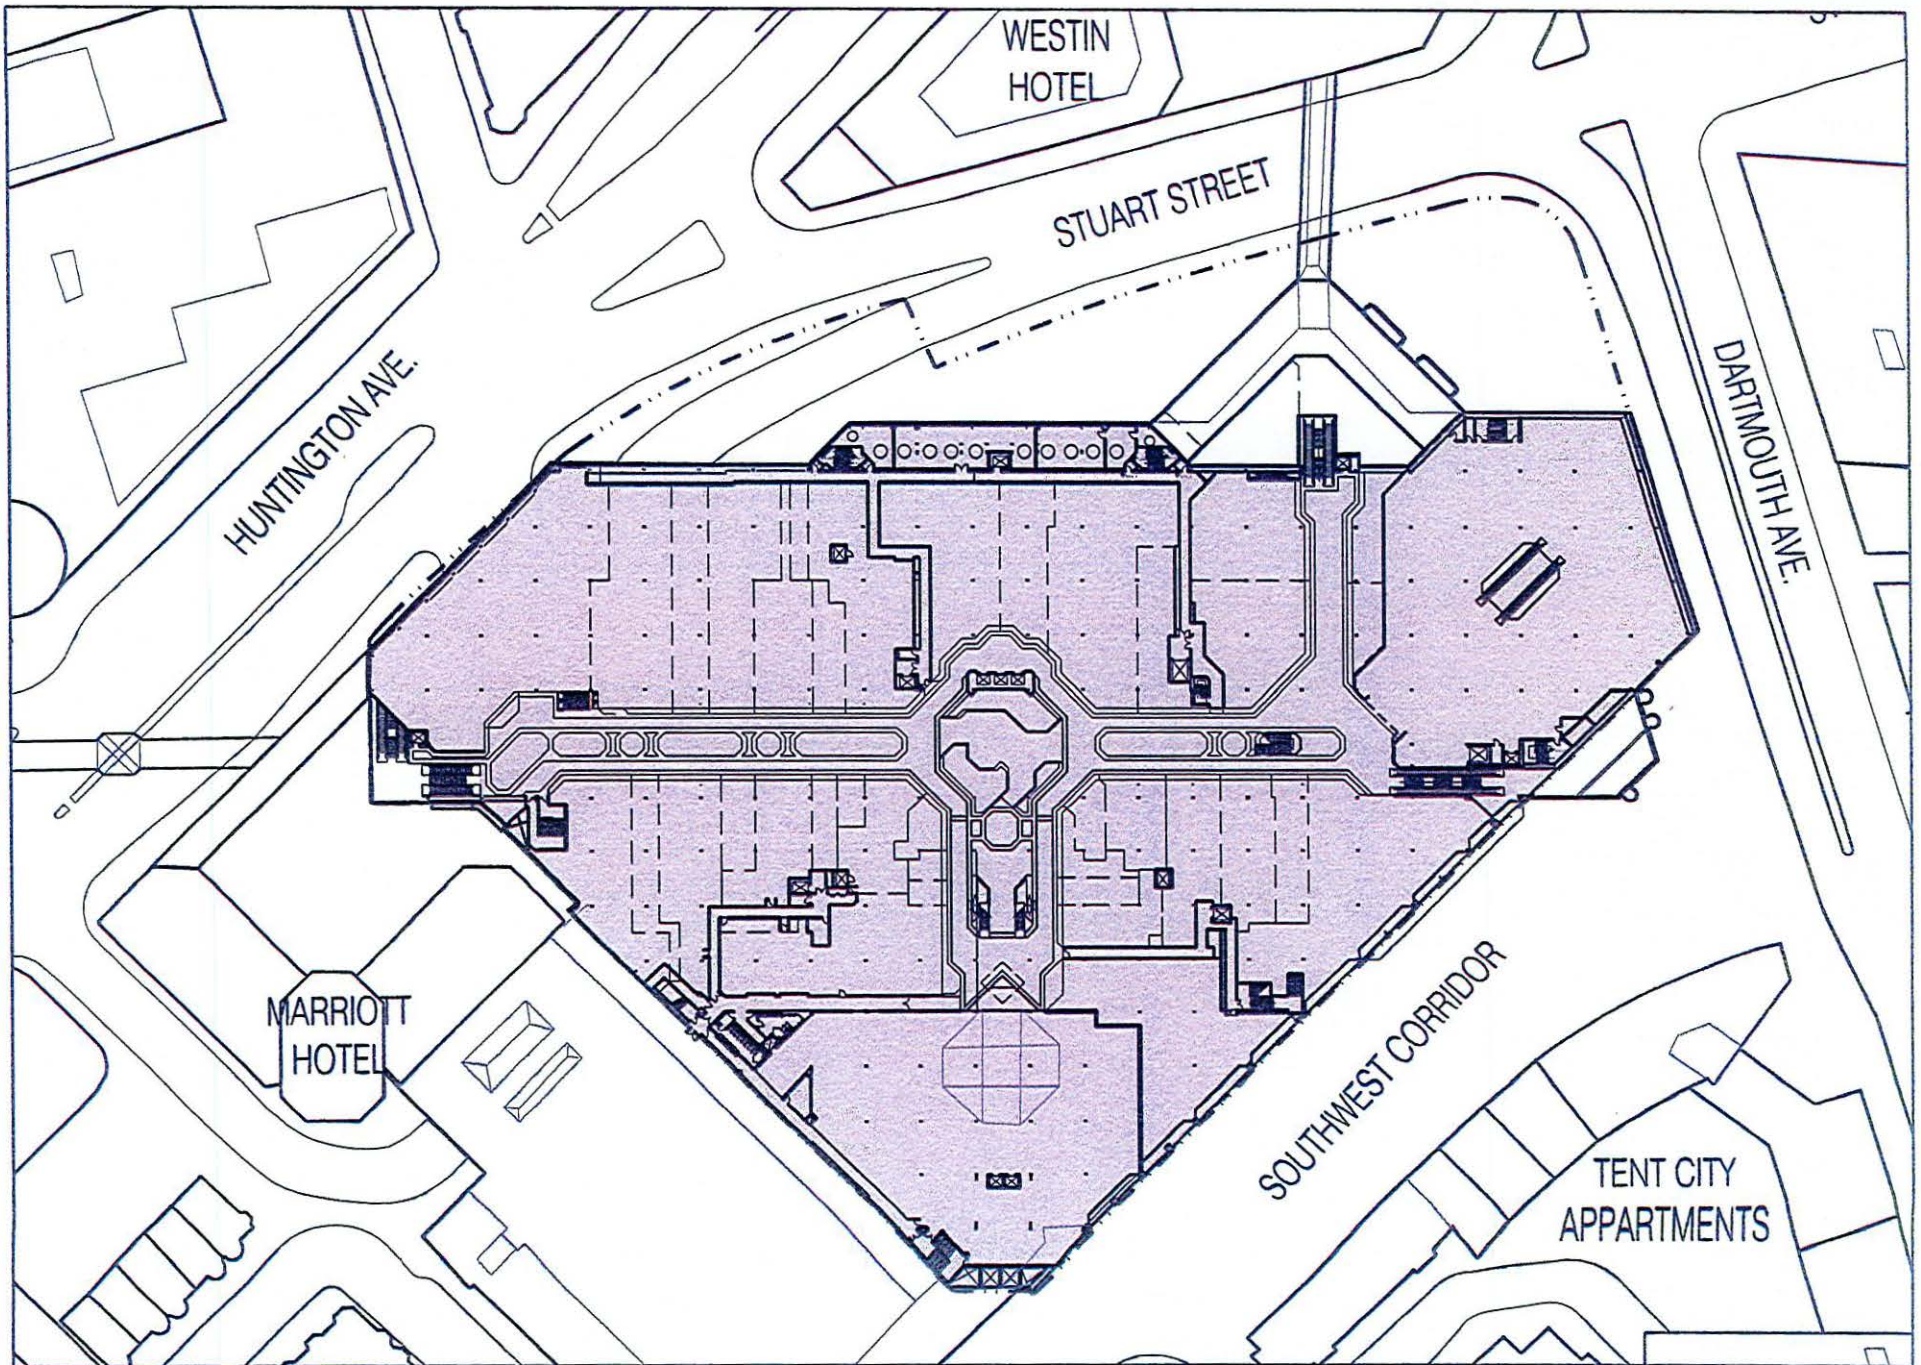 WESTIN
HOTEL
STUART STREET
HUNTINGTON AVE.
DARTMOUTH AVE.
MARRIOTT
HOTEL
SOUTHWEST CORRIDOR
TENT CITY
APPARTMENTS